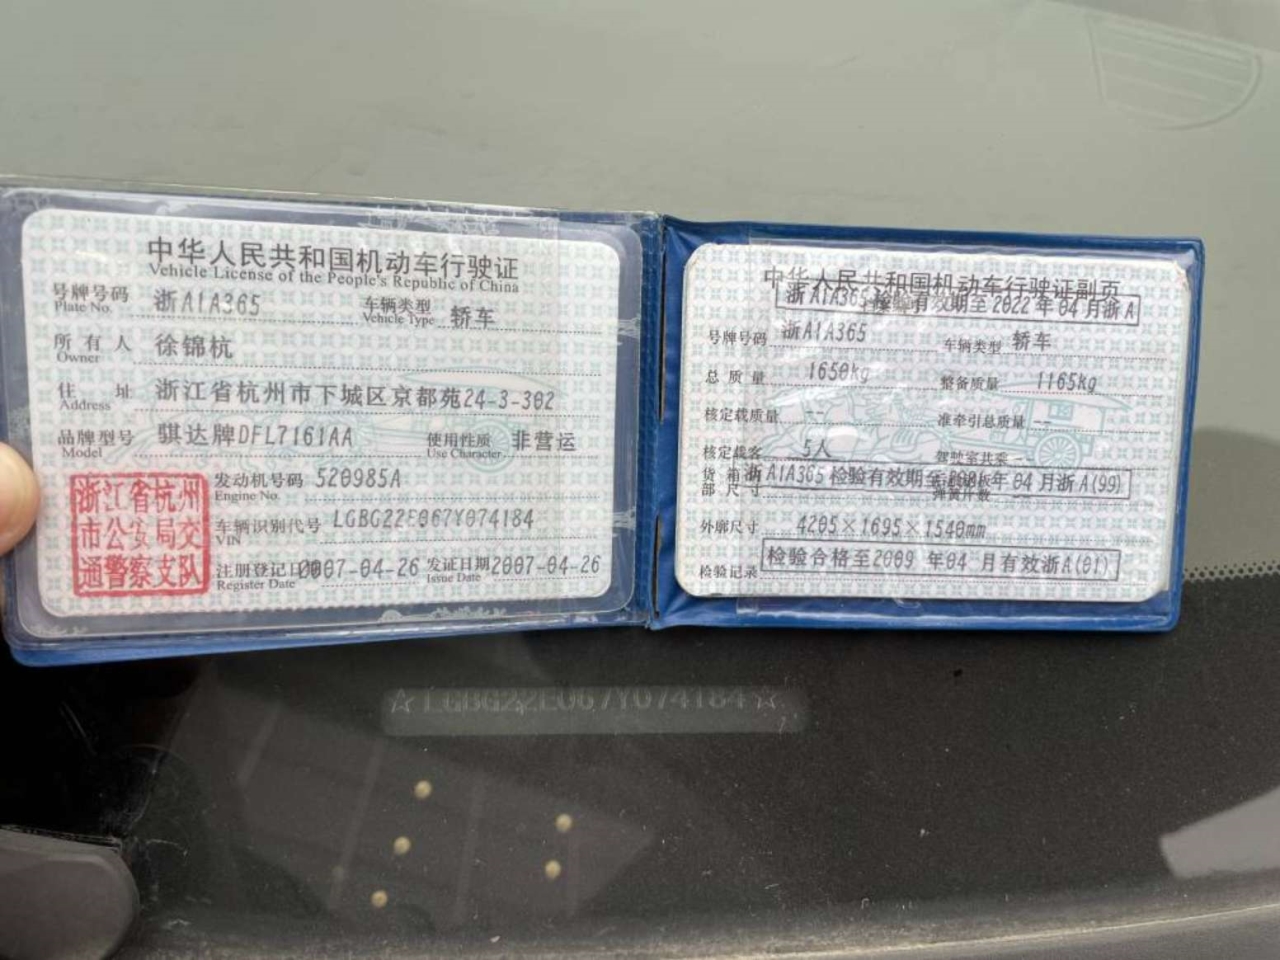 中华人民共和国机动车行驶证
Vehicle License of the People's Republic of China
号牌号码 浙A1A365 车辆类型 轿车
Plate No. Vehicle Type
所有人 徐锦杭
Owner
住址 浙江省杭州市下城区京都苑24-3-302
Address
品牌型号 骐达牌DFL7161AA 使用性质 非营运
Model Use Character
浙江省杭州
市公安局交
通警察支队
发动机号码 520985A
Engine No.
车辆识别代号 LGBG22E067Y074184
VIN
注册登记日 2007-04-26 发证日期 2007-04-26
Register Date Issue Date
中华人民共和国机动车行驶证副页
浙A1A365 检验有效期至2022年04月浙A
号牌号码 浙A1A365 车辆类型 轿车
总质量 1650kg 整备质量 1165kg
核定载质量 -- 准牵引总质量 --
核定载客 5人 驾驶室共乘 --
货箱
部尺寸
浙A1A365 检验有效期至 年04月浙A(99)
弹簧片数 --
外廓尺寸 4205×1695×1540mm
检验记录 检验合格至2009 年04 月有效浙A(01)
☆LGBG22E067Y074184☆